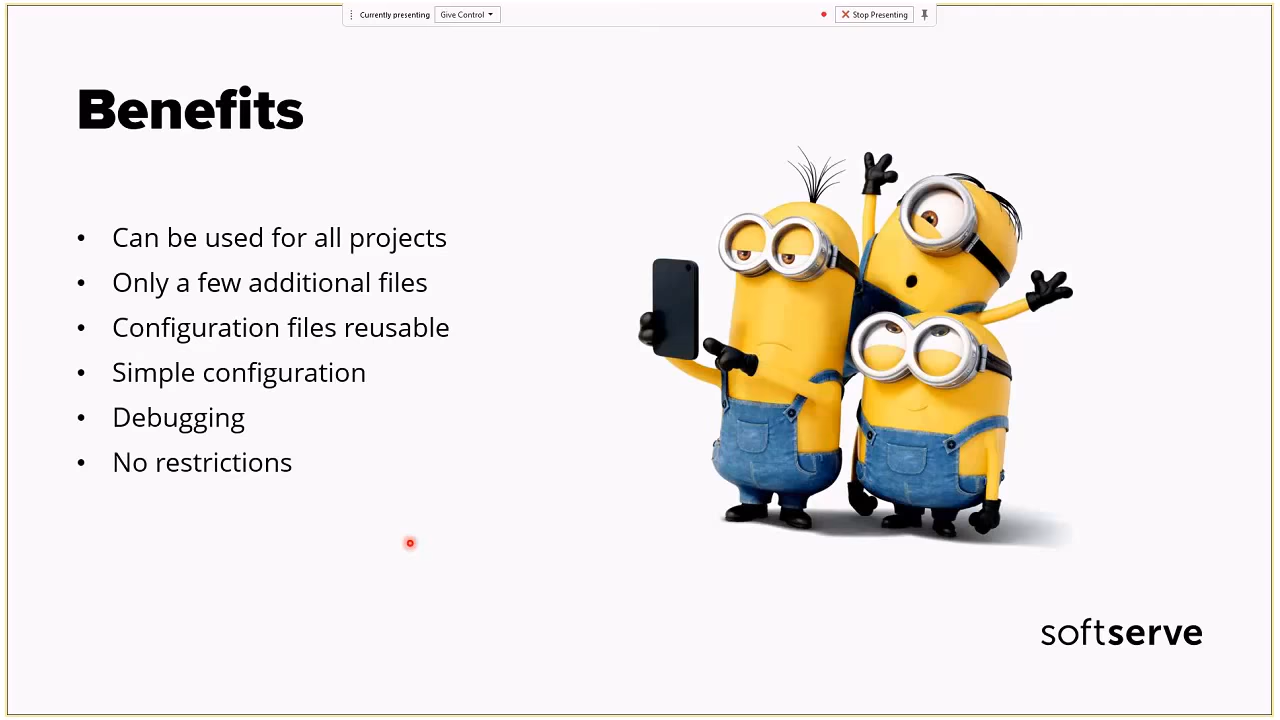 Currently presenting Give Control Stop Presenting
Benefits
• Can be used for all projects
• Only a few additional files
• Configuration files reusable
• Simple configuration
• Debugging
• No restrictions
softserve